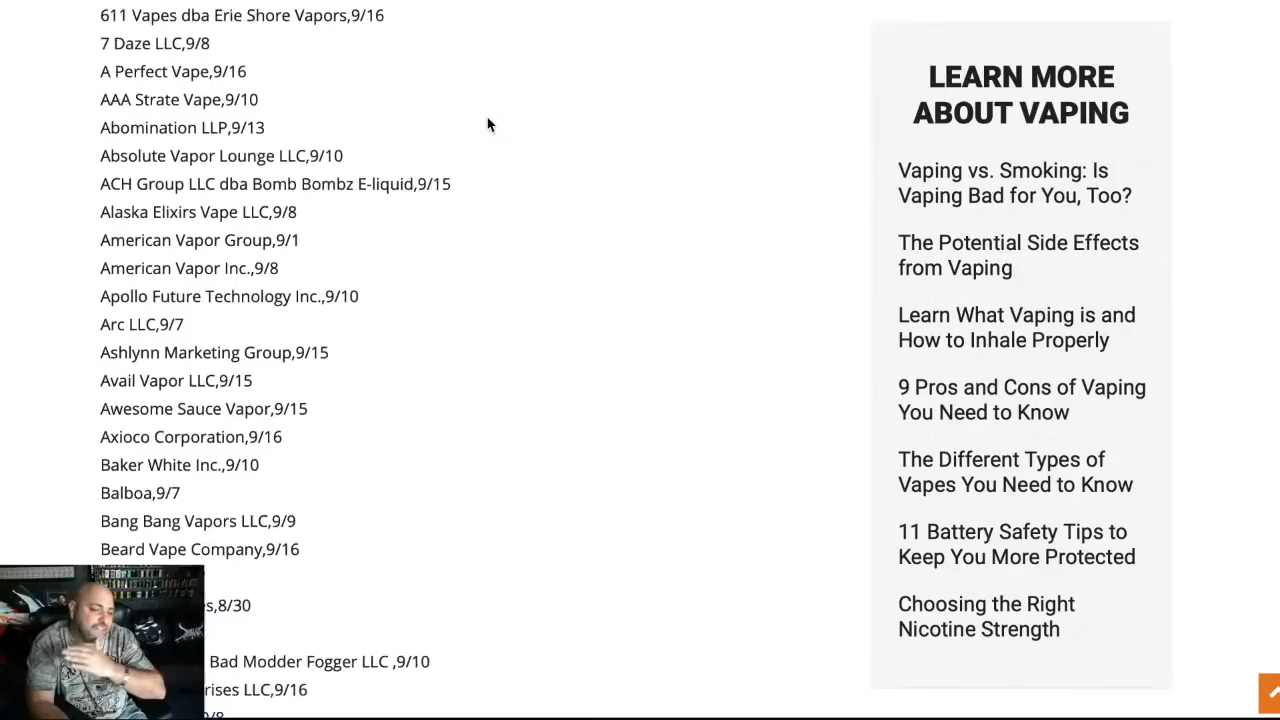 611 Vapes dba Erie Shore Vapors,9/16
7 Daze LLC,9/8
A Perfect Vape,9/16
AAA Strate Vape,9/10
Abomination LLP,9/13
Absolute Vapor Lounge LLC,9/10
ACH Group LLC dba Bomb Bombz E-liquid,9/15
Alaska Elixirs Vape LLC,9/8
American Vapor Group,9/1
American Vapor Inc.,9/8
Apollo Future Technology Inc.,9/10
Arc LLC,9/7
Ashlynn Marketing Group,9/15
Avail Vapor LLC,9/15
Awesome Sauce Vapor,9/15
Axioco Corporation,9/16
Baker White Inc.,9/10
Balboa,9/7
Bang Bang Vapors LLC,9/9
Beard Vape Company,9/16
8/30
Bad Modder Fogger LLC ,9/10
LLC,9/16
LEARN MORE
ABOUT VAPING
Vaping vs. Smoking: Is
Vaping Bad for You, Too?
The Potential Side Effects
from Vaping
Learn What Vaping is and
How to Inhale Properly
9 Pros and Cons of Vaping
You Need to Know
The Different Types of
Vapes You Need to Know
11 Battery Safety Tips to
Keep You More Protected
Choosing the Right
Nicotine Strength